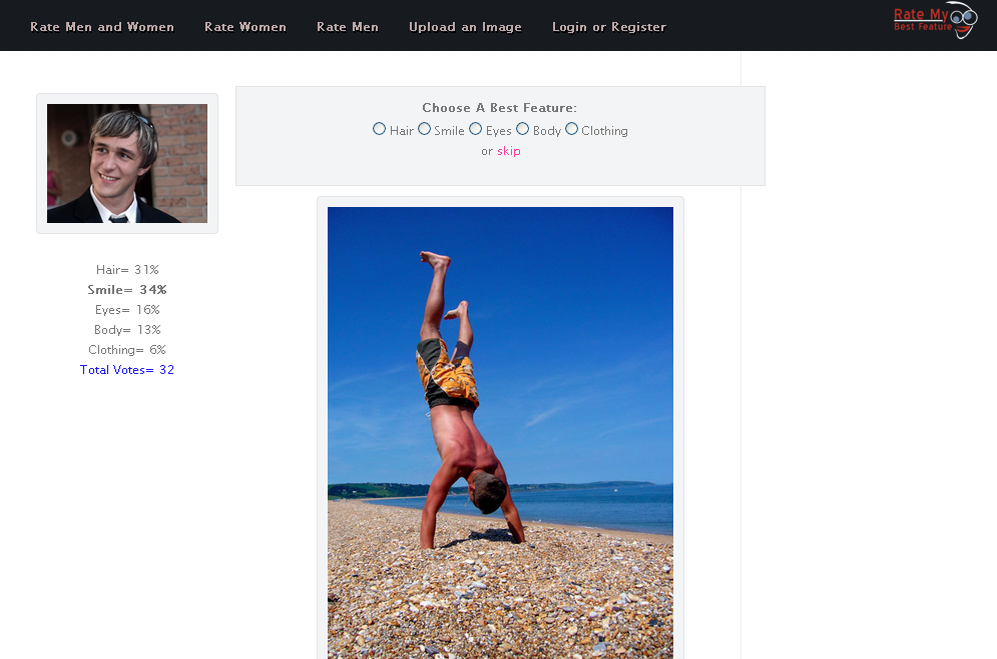 Rate Men and Women Rate Women Rate Men Upload an Image Login or Register
Rate My
Best Feature
Choose A Best Feature:
Hair Smile Eyes Body Clothing
or skip
Hair= 31%
Smile= 34%
Eyes= 16%
Body= 13%
Clothing= 6%
Total Votes= 32